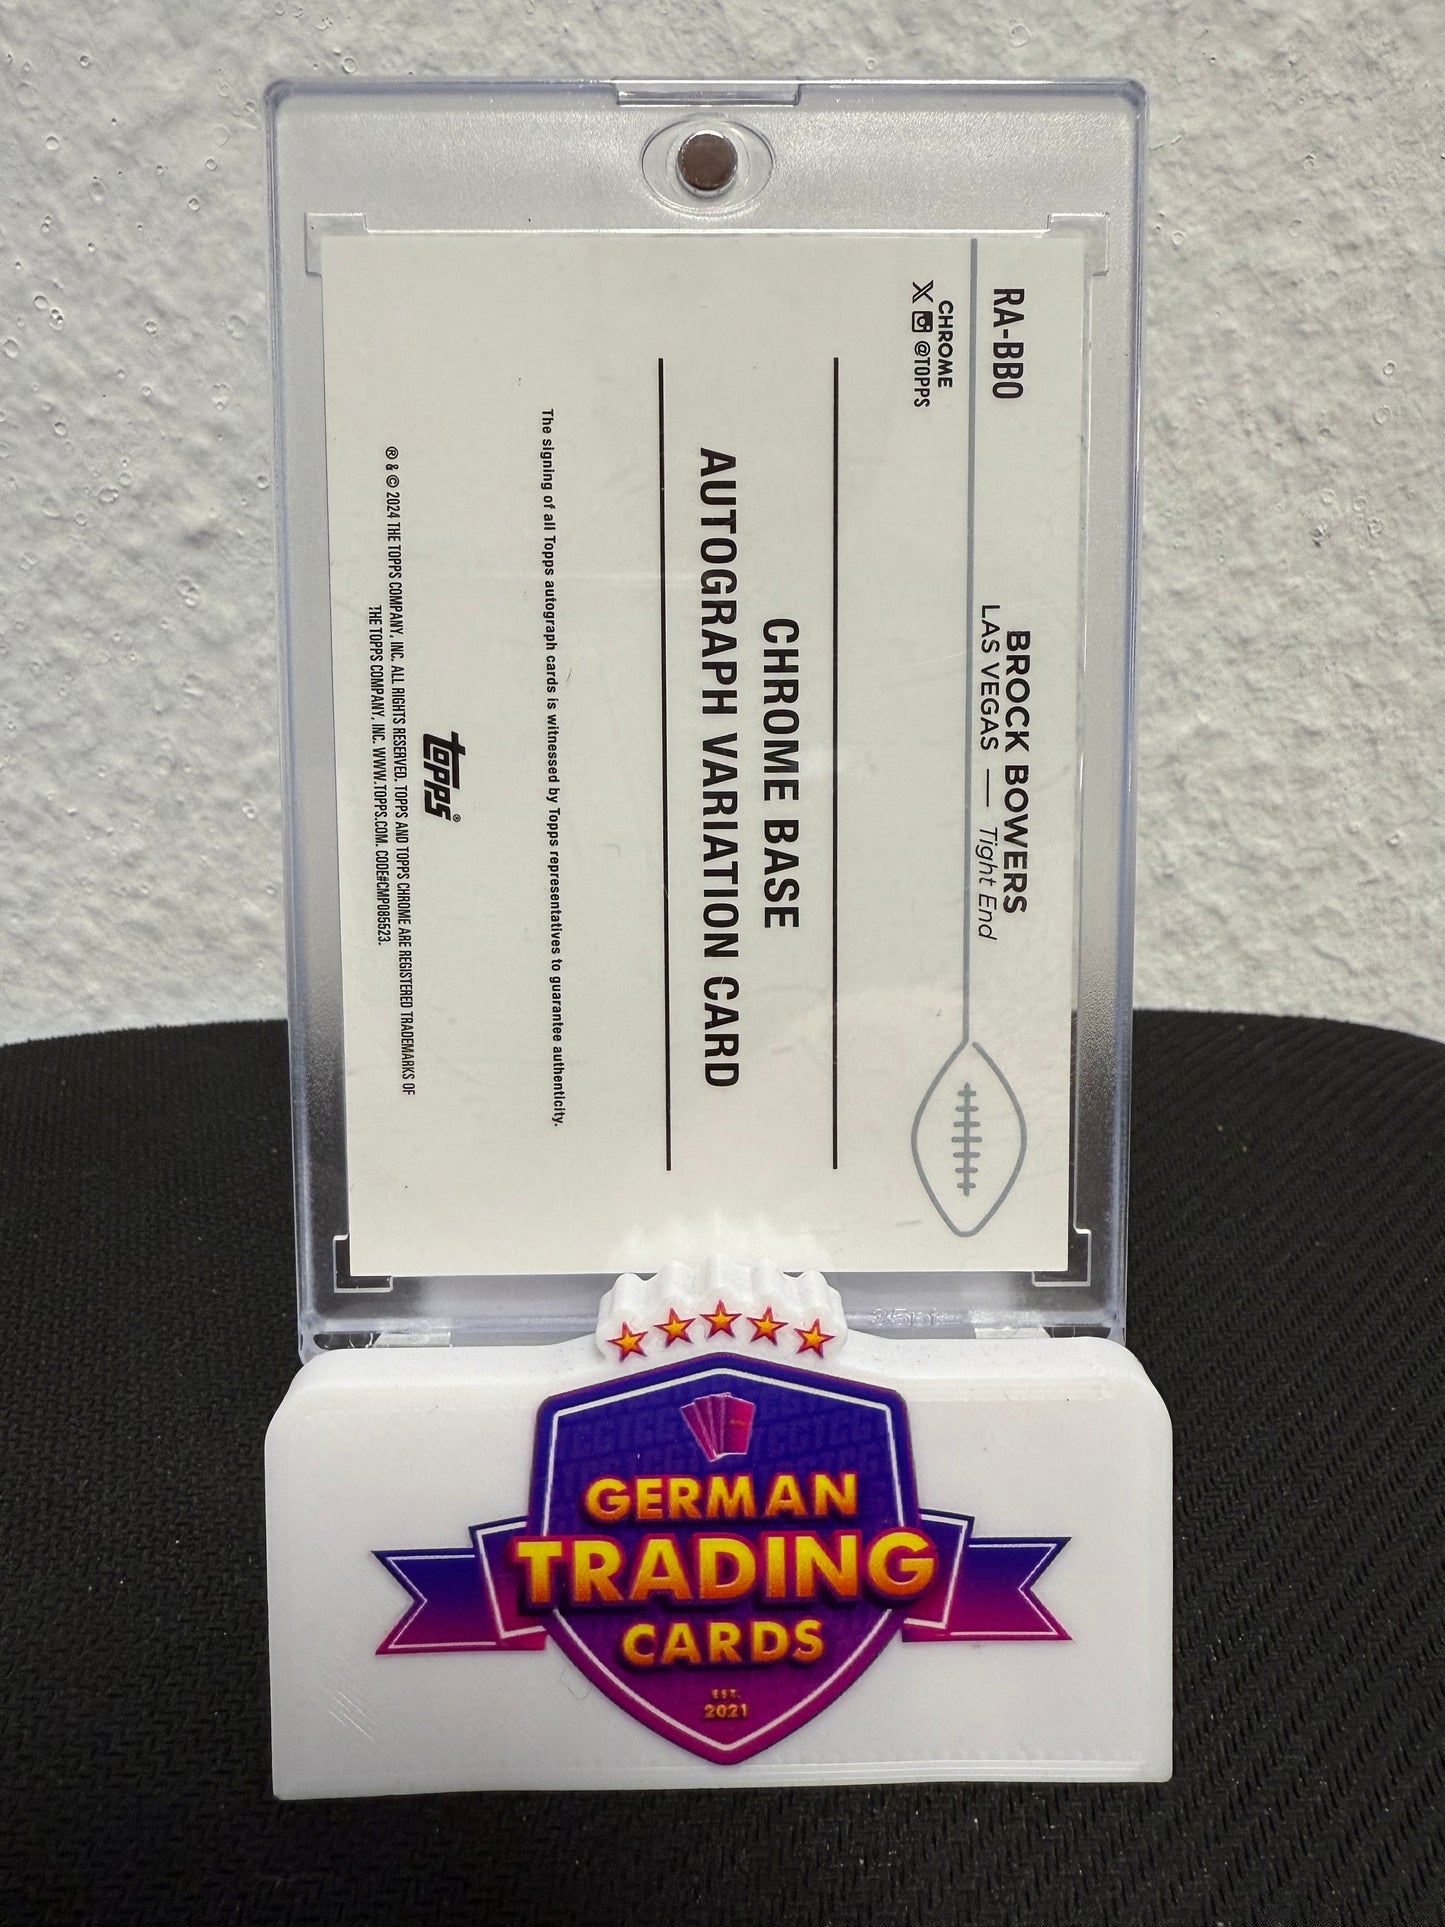 RA-BBO
BROCK BOWERS
LAS VEGAS — Tight End
CHROME
X @TOPPS
CHROME BASE
AUTOGRAPH VARIATION CARD
The signing of all Topps autograph cards is witnessed by Topps representatives to guarantee authenticity.
topps®
® & © 2024 THE TOPPS COMPANY, INC. ALL RIGHTS RESERVED. TOPPS AND TOPPS CHROME ARE REGISTERED TRADEMARKS OF
THE TOPPS COMPANY, INC. WWW.TOPPS.COM. CODE#CMP085523.
35pt
GERMAN
TRADING
CARDS
EST.
2021